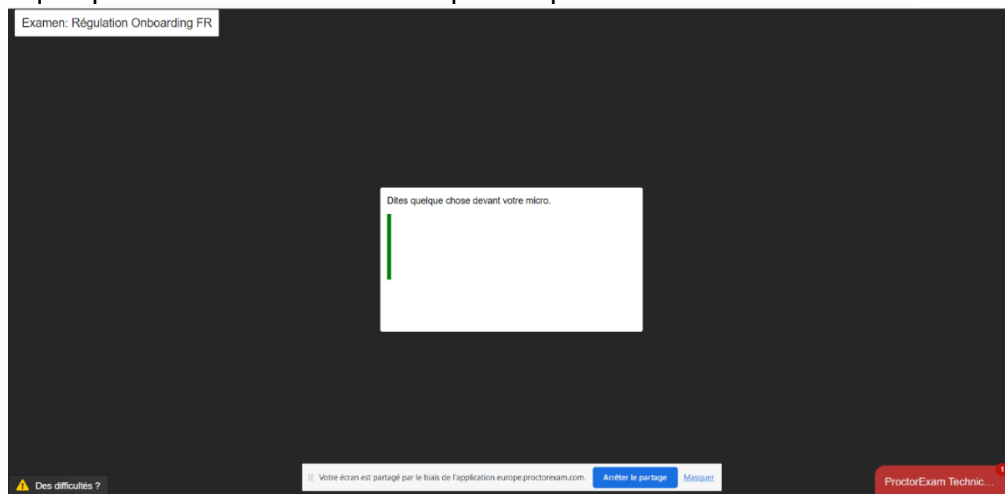 Examen: Régulation Onboarding FR
Dites quelque chose devant votre micro.
Votre écran est partagé par le biais de l'application europe.proctorexam.com. Arrêter le partage Masquer
Des difficultés ?
ProctorExam Technic...
1